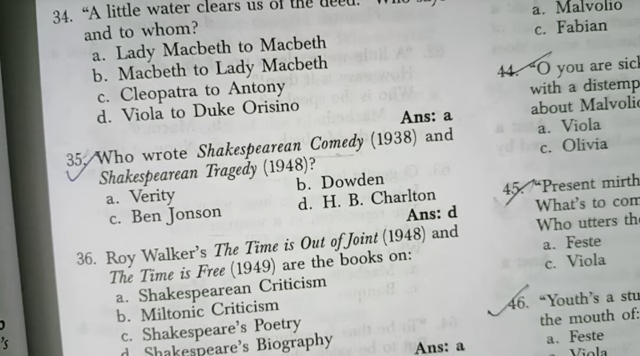 34. “A little water clears us of the deed.”
and to whom?
a. Lady Macbeth to Macbeth
b. Macbeth to Lady Macbeth
c. Cleopatra to Antony
d. Viola to Duke Orisino
Ans: a
35. Who wrote Shakespearean Comedy (1938) and
Shakespearean Tragedy (1948)?
a. Verity
b. Dowden
c. Ben Jonson
d. H. B. Charlton
Ans: d
36. Roy Walker’s The Time is Out of Joint (1948) and
The Time is Free (1949) are the books on:
a. Shakespearean Criticism
b. Miltonic Criticism
c. Shakespeare’s Poetry
d. Shakespeare’s Biography
Ans: a
a. Malvolio
c. Fabian
44. “O you are sick
with a distemp
about Malvolio
a. Viola
c. Olivia
45. “Present mirth
What’s to com
Who utters the
a. Feste
c. Viola
46. “Youth’s a stu
the mouth of:
a. Feste
Viola
’s